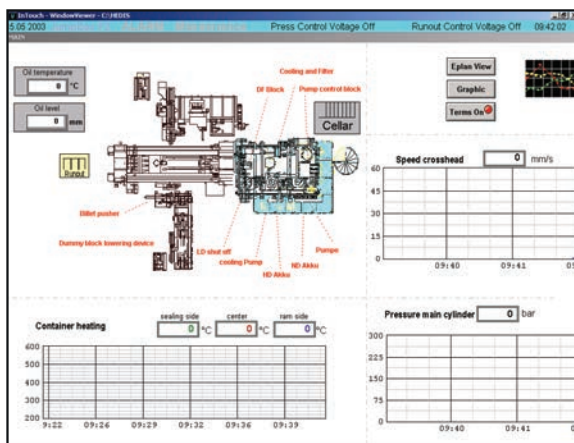 InTouch - WindowViewer - C:\HEDIS
5.05 2003 Press Control Voltage Off Runout Control Voltage Off 09:42:02
MAIN
Oil temperature
0 °C
Oil level
0 mm
Cooling and Filter
DF Block Pump control block
Cellar
Eplan View
Graphic
Terms On
Runout
Billet pusher
Dummy block lowering device
LD shut off
cooling Pump
HD Akku
ND Akku
Pumpe
Speed crosshead 0 mm/s
60
45
30
15
0
09:40 09:41
Container heating
sealing side center ram side
0 °C 0 °C 0 °C
600
500
400
300
200
9:22 09:26 09:29 09:32 09:36 09:39
Pressure main cylinder 0 bar
300
225
150
75
0
09:40 09:41